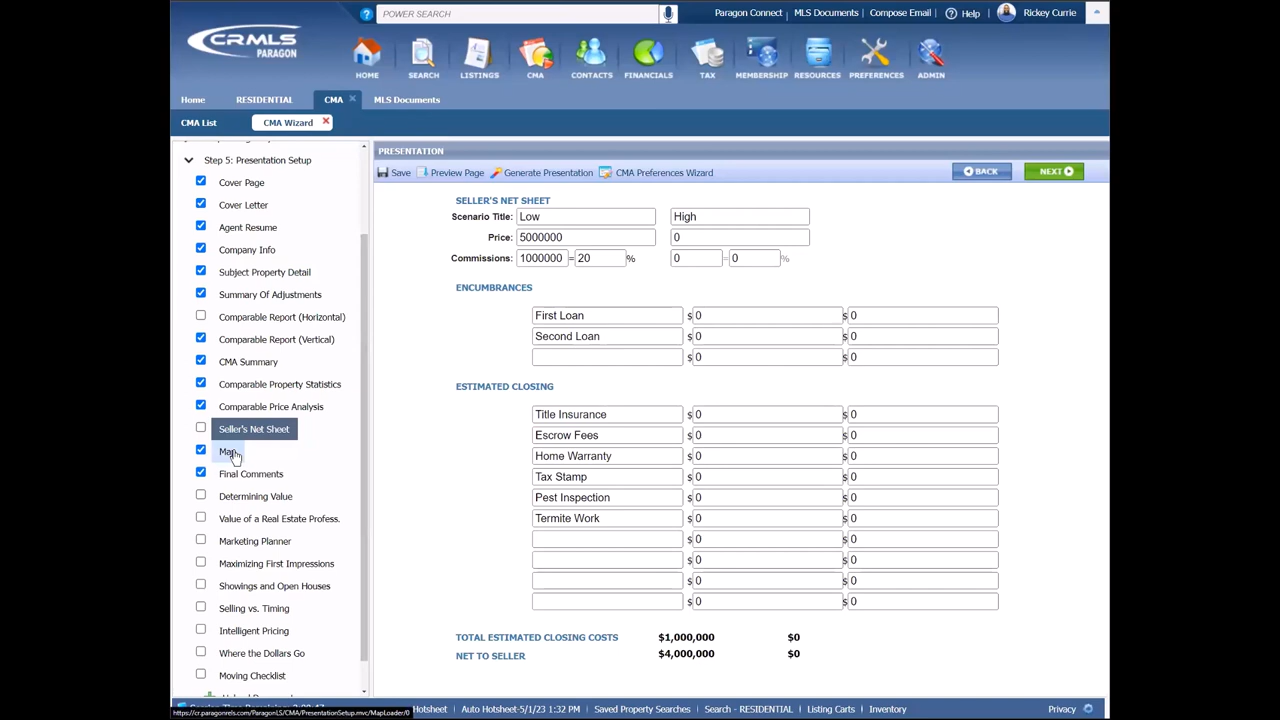 POWER SEARCH
Paragon Connect MLS Documents Compose Email Help Rickey Currie
CRMLS
PARAGON
HOME SEARCH LISTINGS CMA CONTACTS FINANCIALS TAX MEMBERSHIP RESOURCES PREFERENCES ADMIN
Home RESIDENTIAL CMA MLS Documents
CMA List CMA Wizard
Step 5: Presentation Setup
Cover Page
Cover Letter
Agent Resume
Company Info
Subject Property Detail
Summary Of Adjustments
Comparable Report (Horizontal)
Comparable Report (Vertical)
CMA Summary
Comparable Property Statistics
Comparable Price Analysis
Seller's Net Sheet
Map
Final Comments
Determining Value
Value of a Real Estate Profess.
Marketing Planner
Maximizing First Impressions
Showings and Open Houses
Selling vs. Timing
Intelligent Pricing
Where the Dollars Go
Moving Checklist
PRESENTATION
Save Preview Page Generate Presentation CMA Preferences Wizard BACK NEXT
SELLER'S NET SHEET
Scenario Title: Low High
Price: 5000000 0
Commissions: 1000000 = 20 % 0 = 0 %
ENCUMBRANCES
First Loan $ 0 $ 0
Second Loan $ 0 $ 0
$ 0 $ 0
ESTIMATED CLOSING
Title Insurance $ 0 $ 0
Escrow Fees $ 0 $ 0
Home Warranty $ 0 $ 0
Tax Stamp $ 0 $ 0
Pest Inspection $ 0 $ 0
Termite Work $ 0 $ 0
$ 0 $ 0
$ 0 $ 0
$ 0 $ 0
$ 0 $ 0
TOTAL ESTIMATED CLOSING COSTS $1,000,000 $0
NET TO SELLER $4,000,000 $0
Hotsheet Auto Hotsheet-5/1/23 1:32 PM Saved Property Searches Search - RESIDENTIAL Listing Carts Inventory Privacy
https://cr.paragonrels.com/ParagonLS/CMA/PresentationSetup.mvc/MapLoader/0